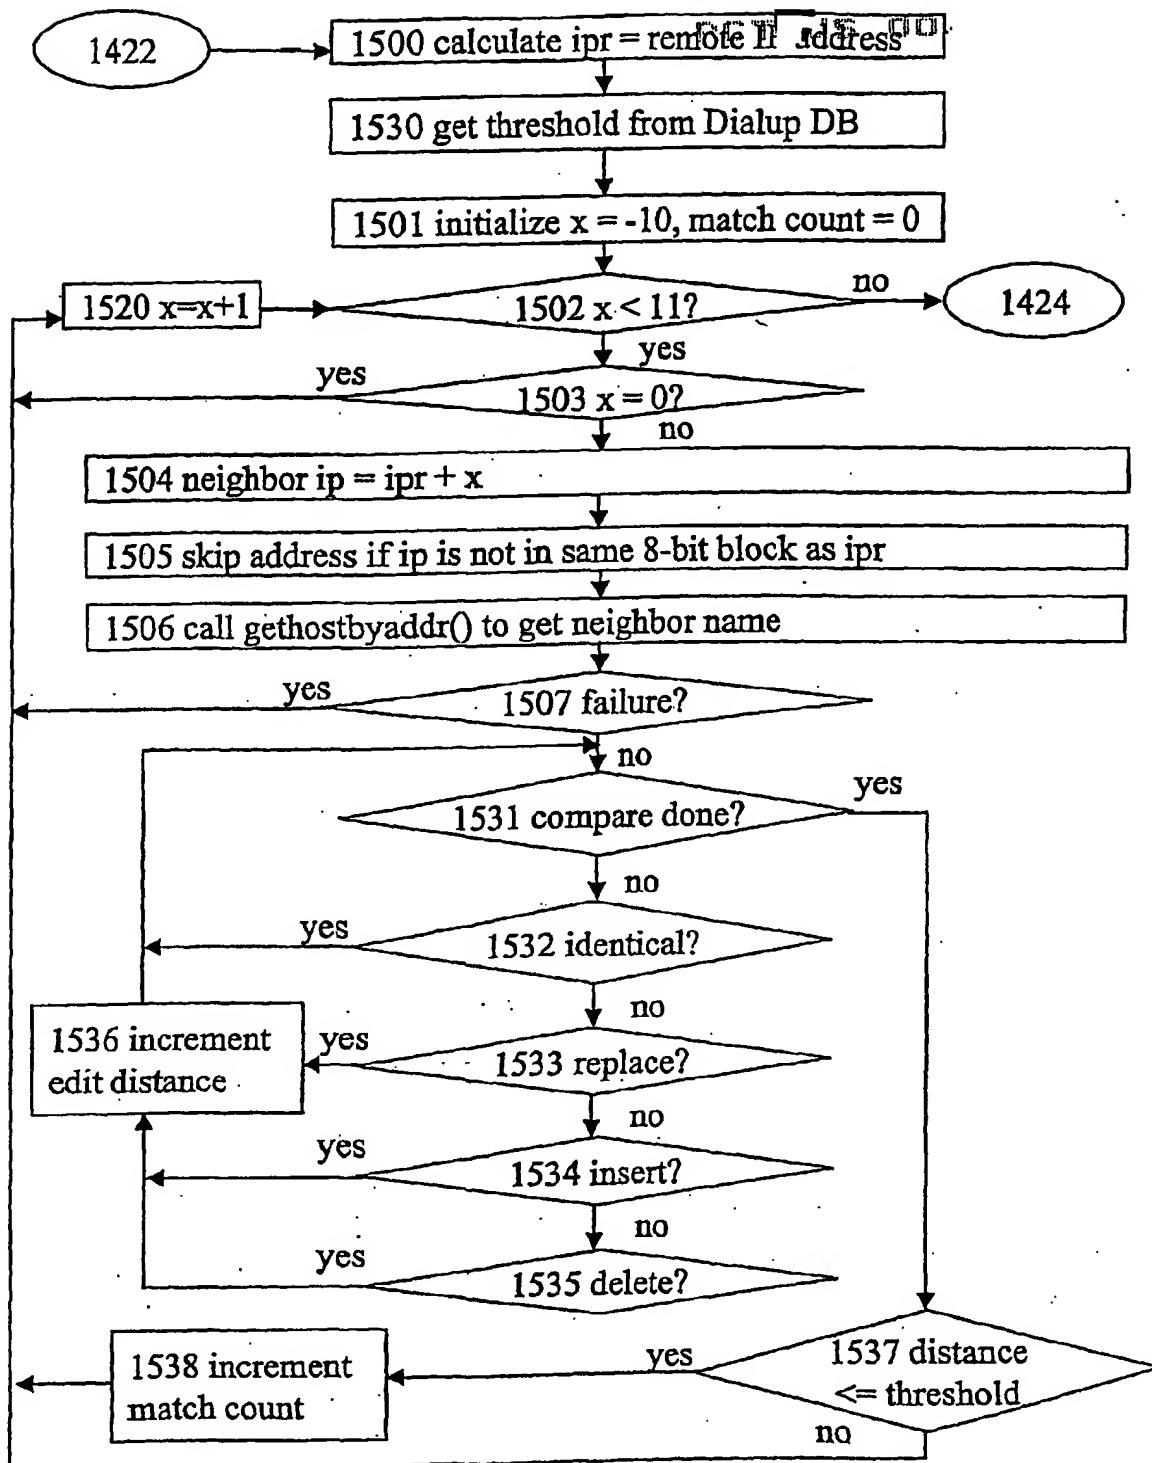 1422
1500 calculate ipr = remote IP address
1530 get threshold from Dialup DB
1501 initialize x = -10, match count = 0
1520 x=x+1
1502 x < 11?
no
1424
yes
yes
1503 x = 0?
no
1504 neighbor ip = ipr + x
1505 skip address if ip is not in same 8-bit block as ipr
1506 call gethostbyaddr() to get neighbor name
yes
1507 failure?
no
yes
1531 compare done?
no
yes
1532 identical?
no
1536 increment
edit distance
yes
1533 replace?
no
yes
1534 insert?
no
yes
1535 delete?
1538 increment
match count
yes
1537 distance
<= threshold
no